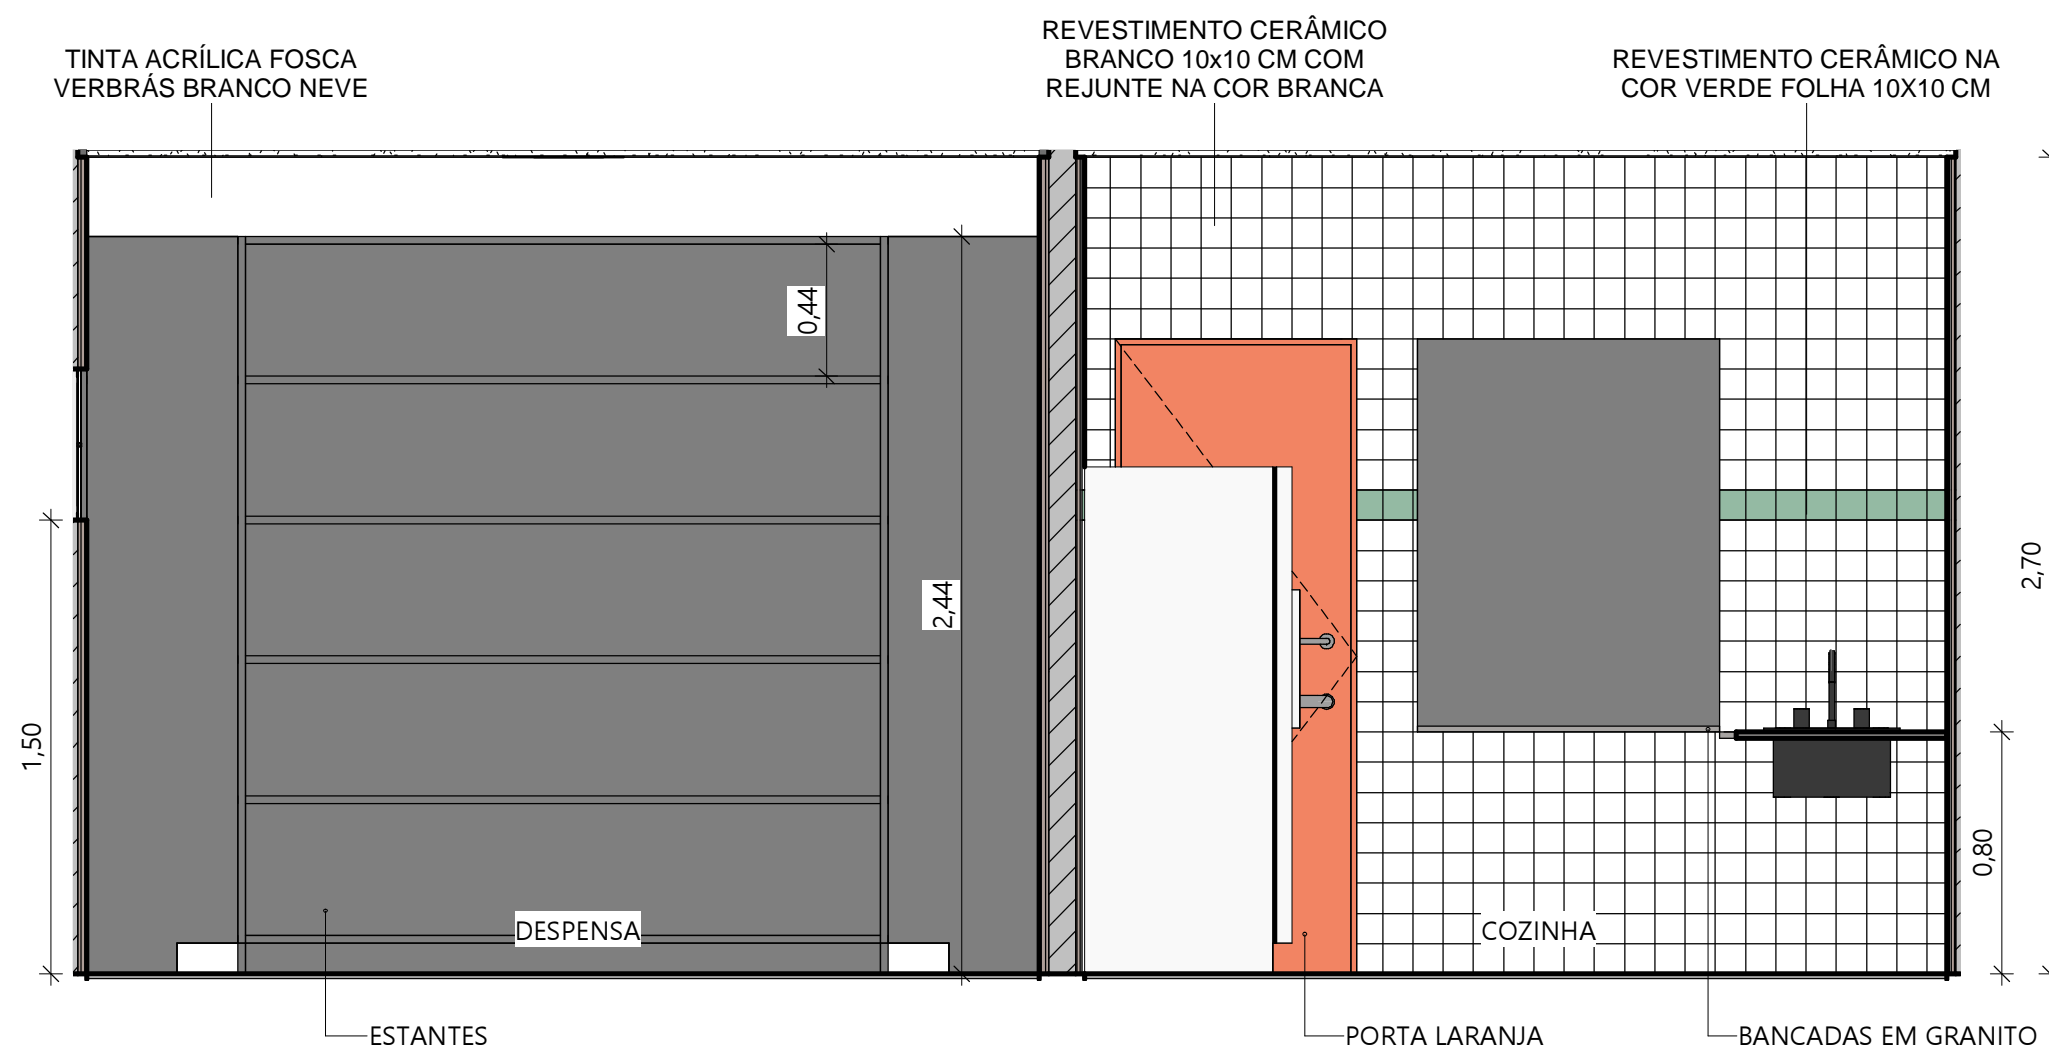 TINTA ACRÍLICA FOSCA
VERBRÁS BRANCO NEVE
REVESTIMENTO CERÂMICO
BRANCO 10x10 CM COM
REJUNTE NA COR BRANCA
REVESTIMENTO CERÂMICO NA
COR VERDE FOLHA 10X10 CM
0,44
2,44
1,50
2,70
0,80
DESPENSA
COZINHA
ESTANTES
PORTA LARANJA
BANCADAS EM GRANITO